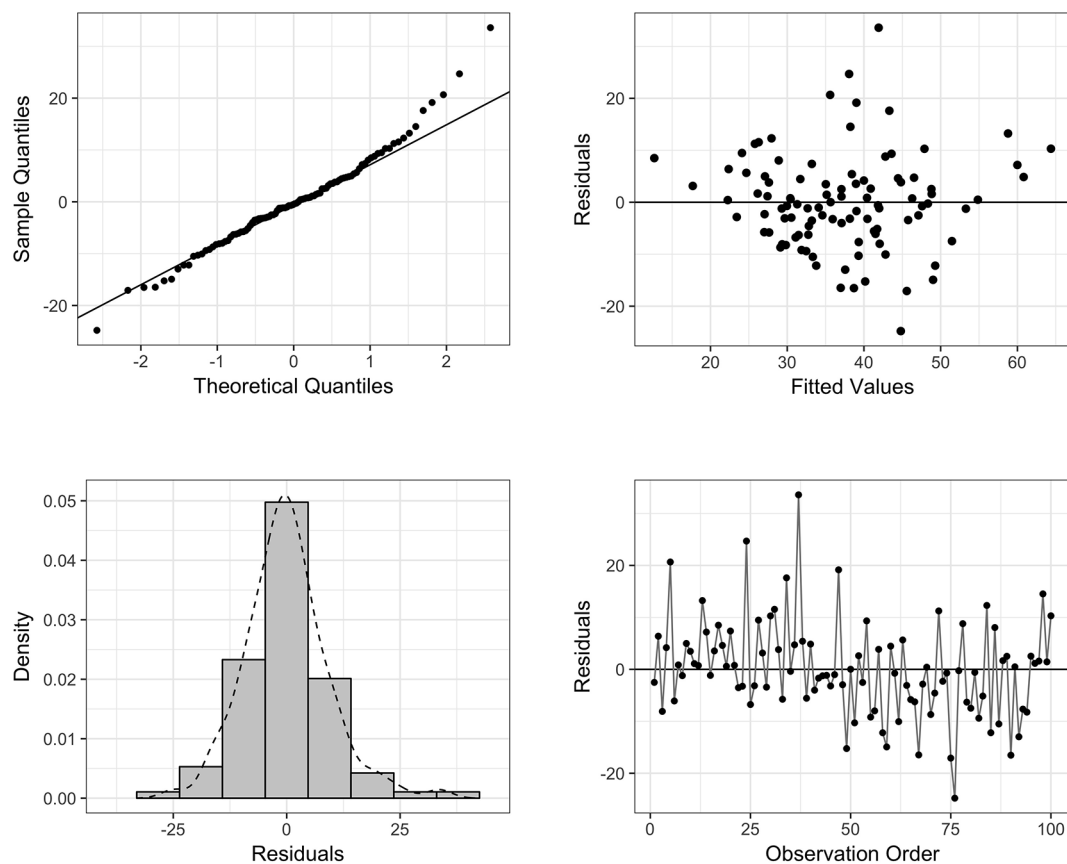 Sample Quantiles
20
0
-20
-2 -1 0 1 2
Theoretical Quantiles
Residuals
20
0
-20
20 30 40 50 60
Fitted Values
Density
0.05
0.04
0.03
0.02
0.01
0.00
-25 0 25
Residuals
Residuals
20
0
-20
0 25 50 75 100
Observation Order